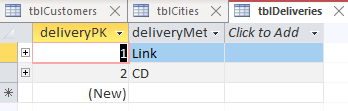 tblCustomers tblCities tblDeliveries
deliveryPK deliveryMet Click to Add
1 Link
2 CD
(New)